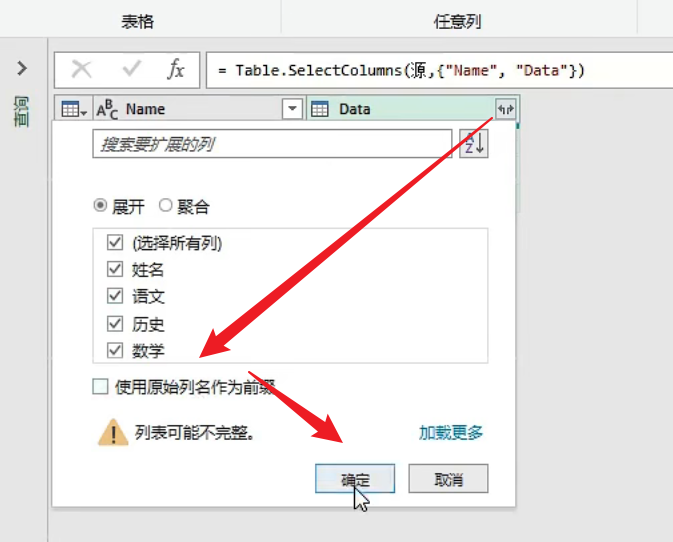 表格
任意列
fx
= Table.SelectColumns(源,{"Name", "Data"})
ABC Name
Data
搜索要扩展的列
AZ
展开
聚合
(选择所有列)
姓名
语文
历史
数学
使用原始列名作为前缀
列表可能不完整。
加载更多
确定
取消